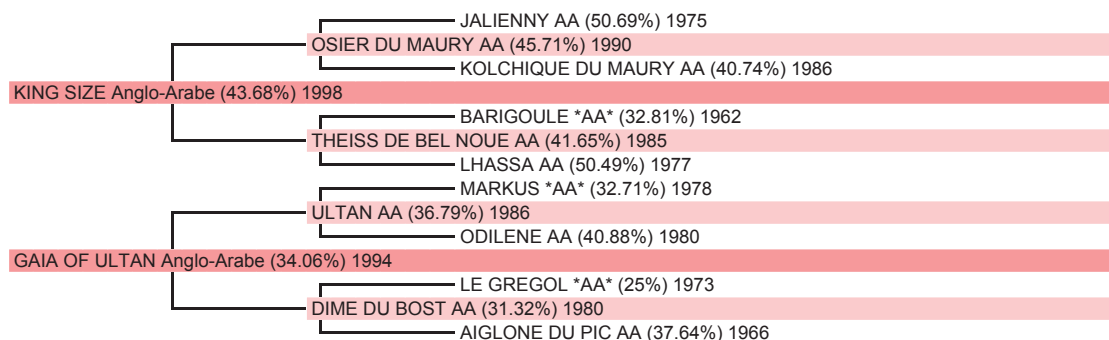 JALIENNY AA (50.69%) 1975
OSIER DU MAURY AA (45.71%) 1990
KOLCHIQUE DU MAURY AA (40.74%) 1986
KING SIZE Anglo-Arabe (43.68%) 1998
BARIGOULE *AA* (32.81%) 1962
THEISS DE BEL NOUE AA (41.65%) 1985
LHASSA AA (50.49%) 1977
MARKUS *AA* (32.71%) 1978
ULTAN AA (36.79%) 1986
ODILENE AA (40.88%) 1980
GAIA OF ULTAN Anglo-Arabe (34.06%) 1994
LE GREGOL *AA* (25%) 1973
DIME DU BOST AA (31.32%) 1980
AIGLONE DU PIC AA (37.64%) 1966